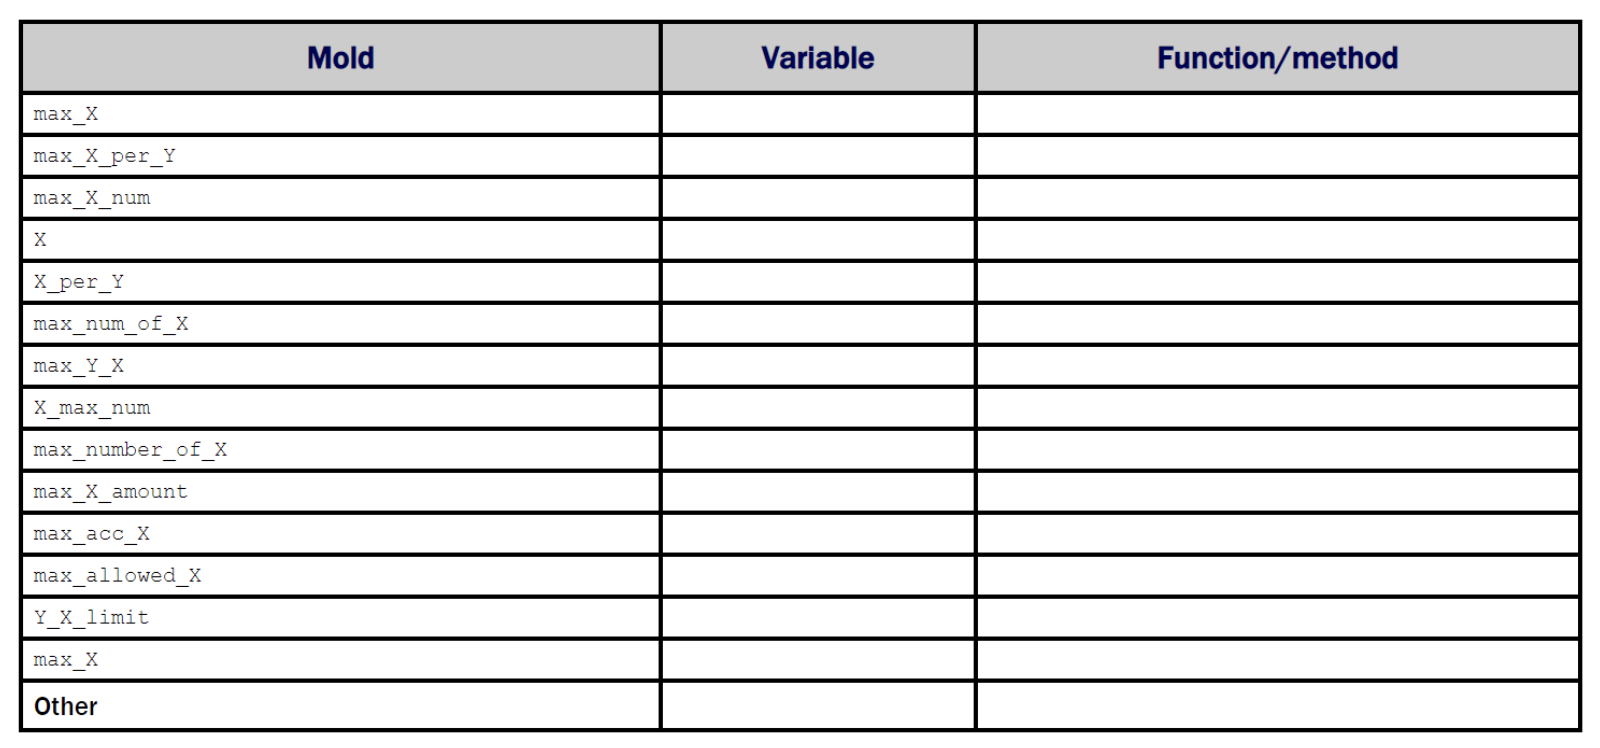 Mold Variable Function/method
max_X
max_X_per_Y
max_X_num
X
X_per_Y
max_num_of_X
max_Y_X
X_max_num
max_number_of_X
max_X_amount
max_acc_X
max_allowed_X
Y_X_limit
max_X
Other